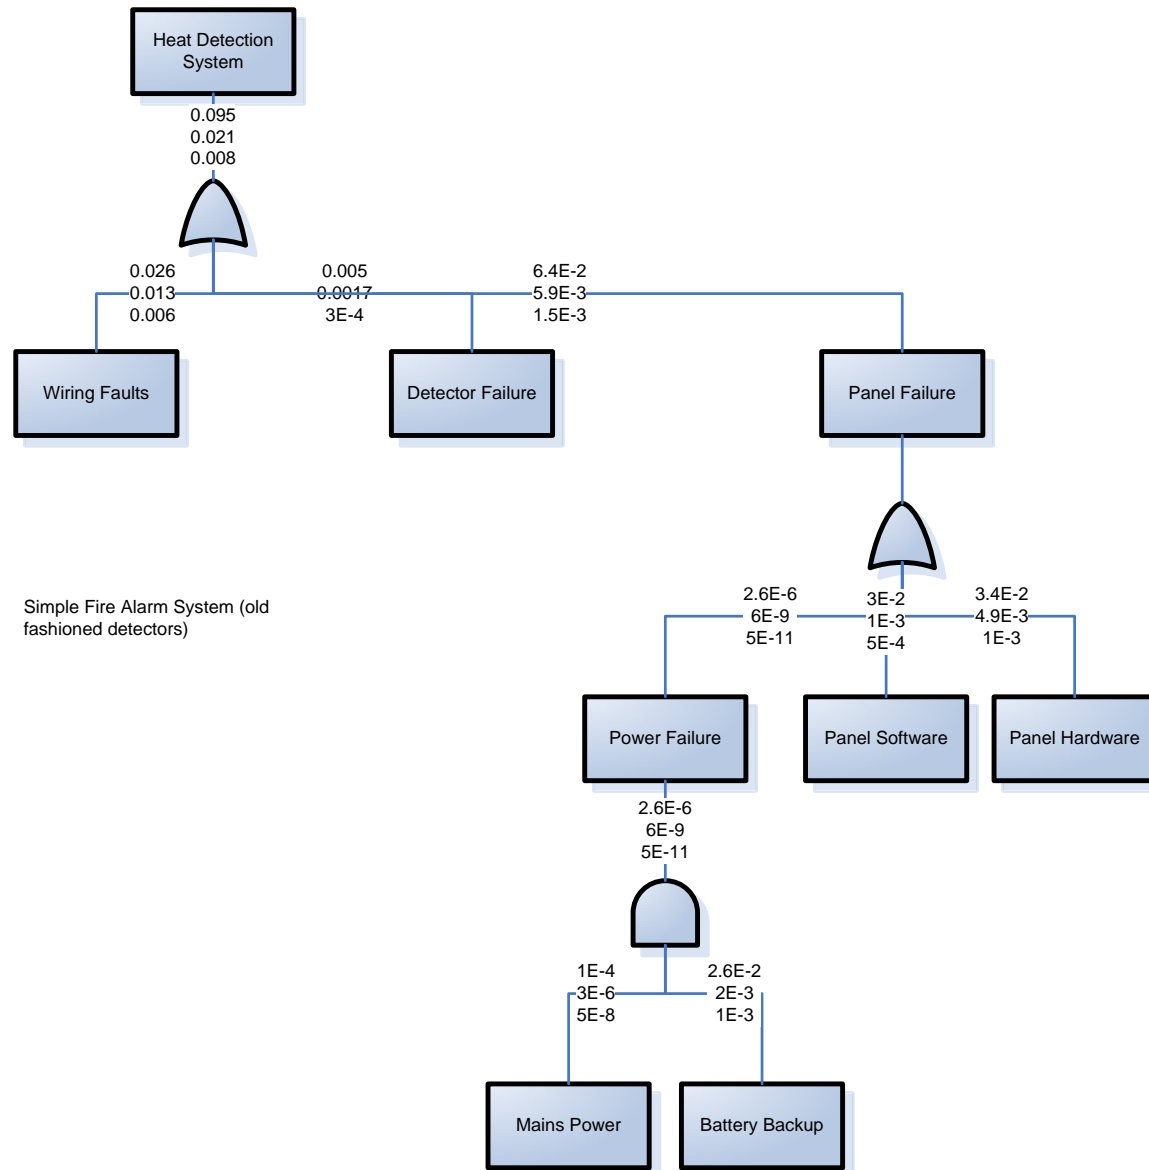 Heat Detection
System
0.095
0.021
0.008
0.026
0.013
0.006
0.005
0.0017
3E-4
6.4E-2
5.9E-3
1.5E-3
Wiring Faults
Detector Failure
Panel Failure
Simple Fire Alarm System (old
fashioned detectors)
2.6E-6
6E-9
5E-11
3E-2
1E-3
5E-4
3.4E-2
4.9E-3
1E-3
Power Failure
Panel Software
Panel Hardware
2.6E-6
6E-9
5E-11
1E-4
3E-6
5E-8
2.6E-2
2E-3
1E-3
Mains Power
Battery Backup